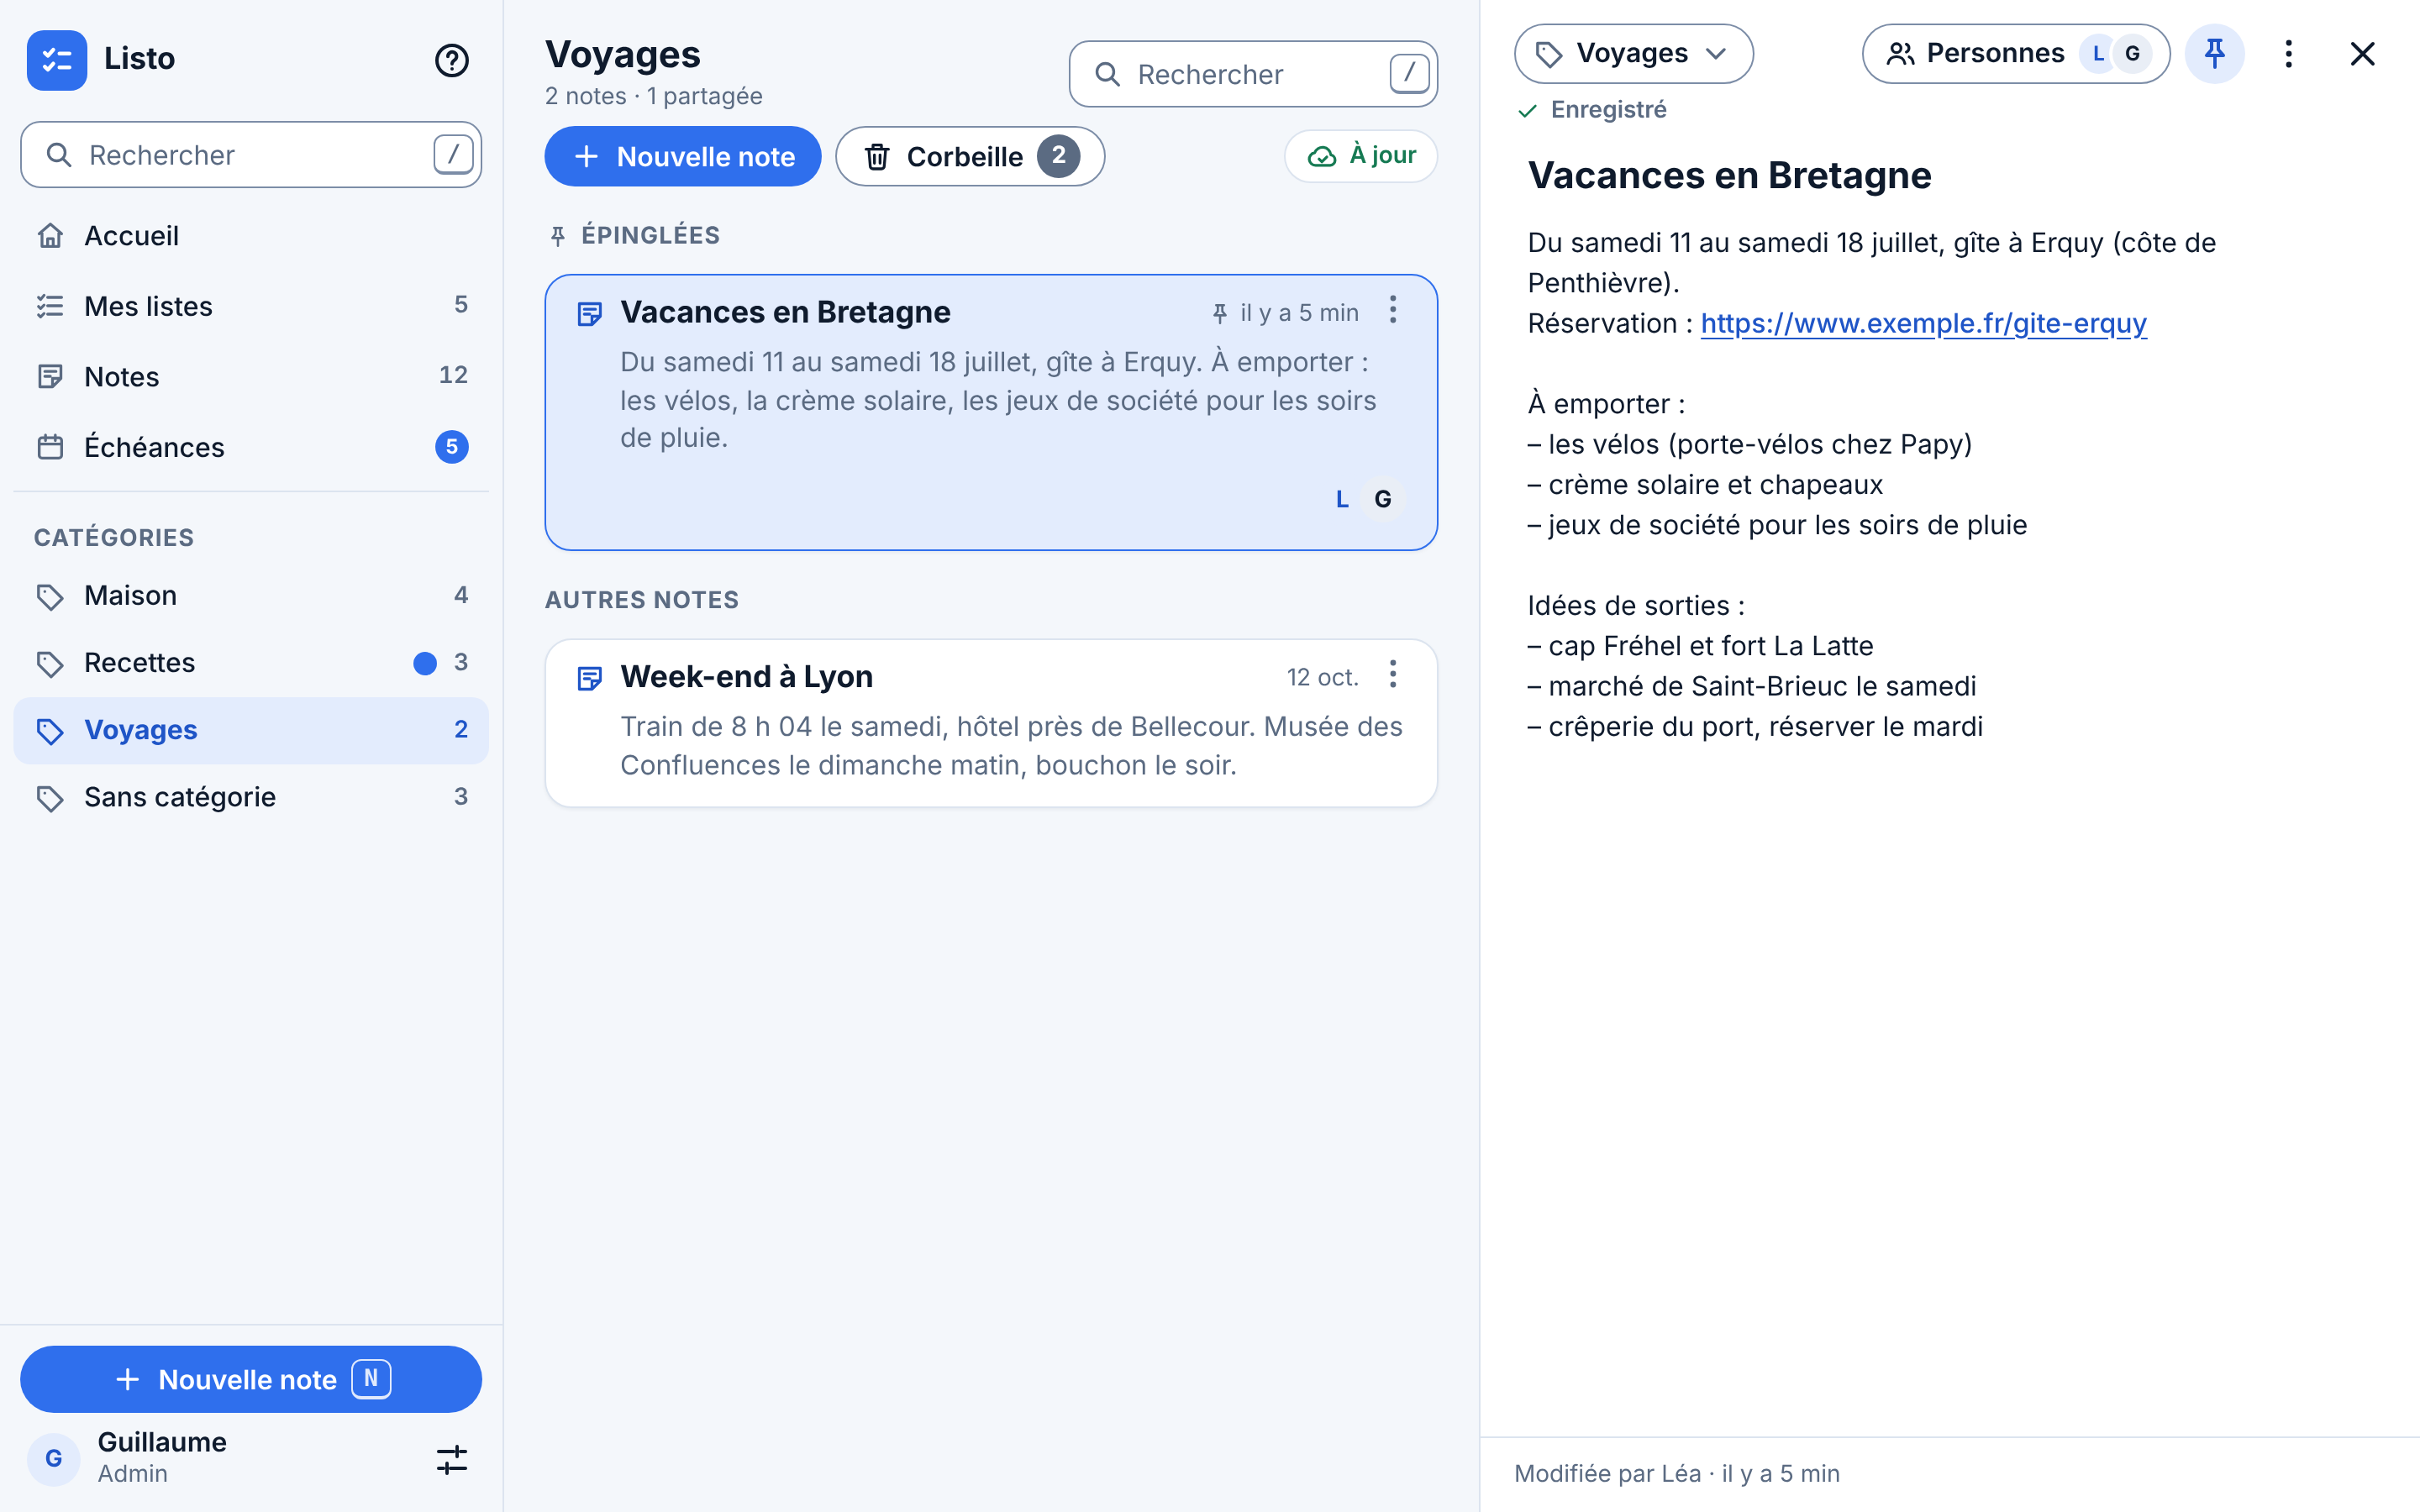 Listo
Rechercher /
Accueil
Mes listes 5
Notes 12
Échéances 5
CATÉGORIES
Maison 4
Recettes 3
Voyages 2
Sans catégorie 3
Nouvelle note N
G Guillaume
Admin
Voyages
2 notes · 1 partagée
Rechercher /
Nouvelle note
Corbeille 2
À jour
ÉPINGLÉES
Vacances en Bretagne il y a 5 min
Du samedi 11 au samedi 18 juillet, gîte à Erquy. À emporter :
les vélos, la crème solaire, les jeux de société pour les soirs
de pluie.
L G
AUTRES NOTES
Week-end à Lyon 12 oct.
Train de 8 h 04 le samedi, hôtel près de Bellecour. Musée des
Confluences le dimanche matin, bouchon le soir.
Voyages
Personnes L G
Enregistré
Vacances en Bretagne
Du samedi 11 au samedi 18 juillet, gîte à Erquy (côte de
Penthièvre).
Réservation : https://www.exemple.fr/gite-erquy
À emporter :
– les vélos (porte-vélos chez Papy)
– crème solaire et chapeaux
– jeux de société pour les soirs de pluie
Idées de sorties :
– cap Fréhel et fort La Latte
– marché de Saint-Brieuc le samedi
– crêperie du port, réserver le mardi
Modifiée par Léa · il y a 5 min